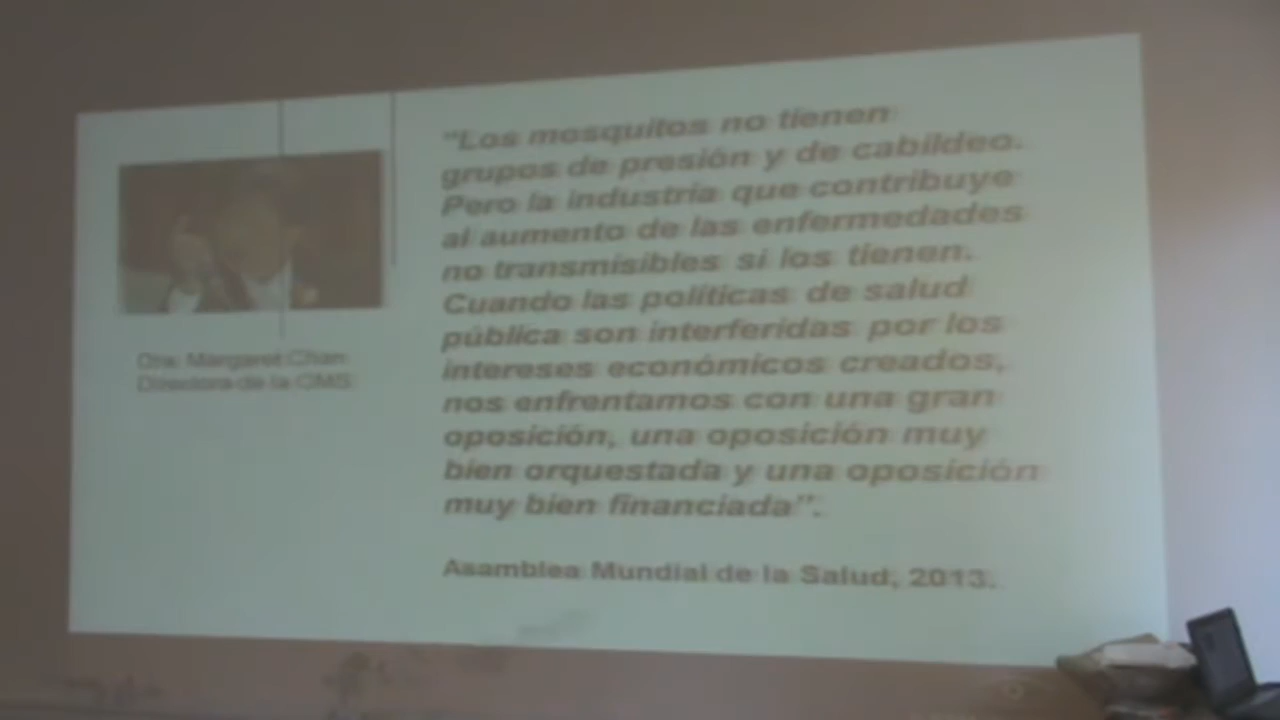 Dra. Margaret Chan
Directora de la OMS
"Los mosquitos no tienen
grupos de presión y de cabildeo.
Pero la industria que contribuye
al aumento de las enfermedades
no transmisibles si los tienen.
Cuando las políticas de salud
pública son interferidas por los
intereses económicos creados,
nos enfrentamos con una gran
oposición, una oposición muy
bien orquestada y una oposición
muy bien financiada".
Asamblea Mundial de la Salud, 2013.